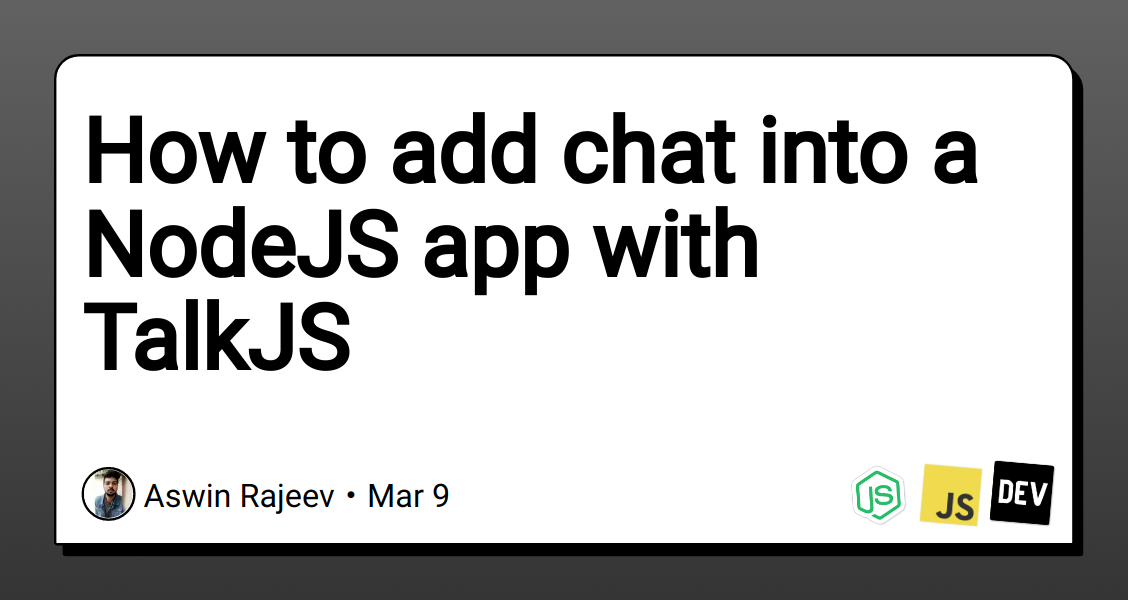 How to add chat into a
NodeJS app with
TalkJS
Aswin Rajeev • Mar 9
JS
JS
DEV